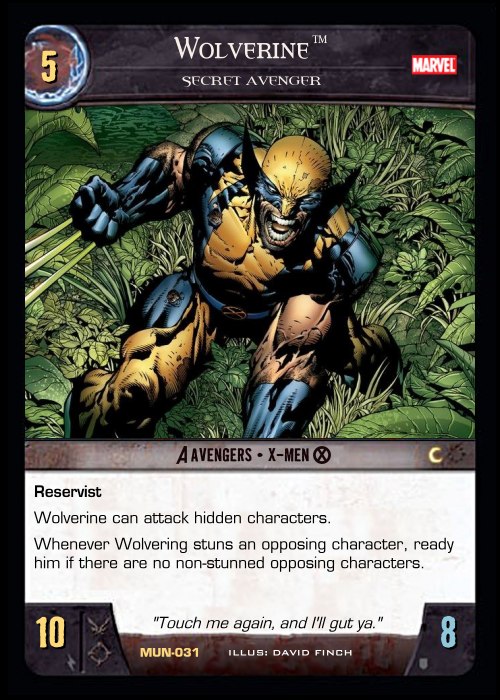 5
WOLVERINE™
MARVEL
SECRET AVENGER
A AVENGERS • X-MEN X
C
Reservist
Wolverine can attack hidden characters.
Whenever Wolvering stuns an opposing character, ready
him if there are no non-stunned opposing characters.
10
"Touch me again, and I'll gut ya."
8
MUN-031 ILLUS: DAVID FINCH